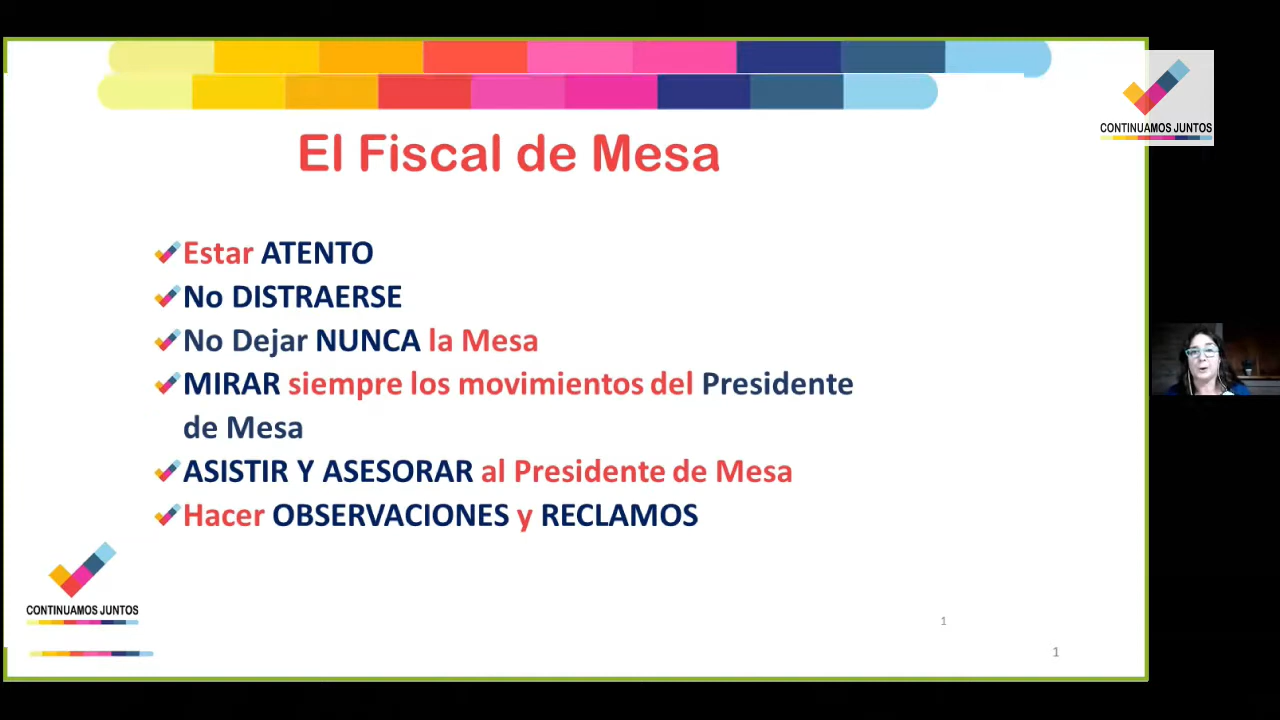 CONTINUAMOS JUNTOS
El Fiscal de Mesa
Estar ATENTO
No DISTRAERSE
No Dejar NUNCA la Mesa
MIRAR siempre los movimientos del Presidente
de Mesa
ASISTIR Y ASESORAR al Presidente de Mesa
Hacer OBSERVACIONES y RECLAMOS
CONTINUAMOS JUNTOS
1
1